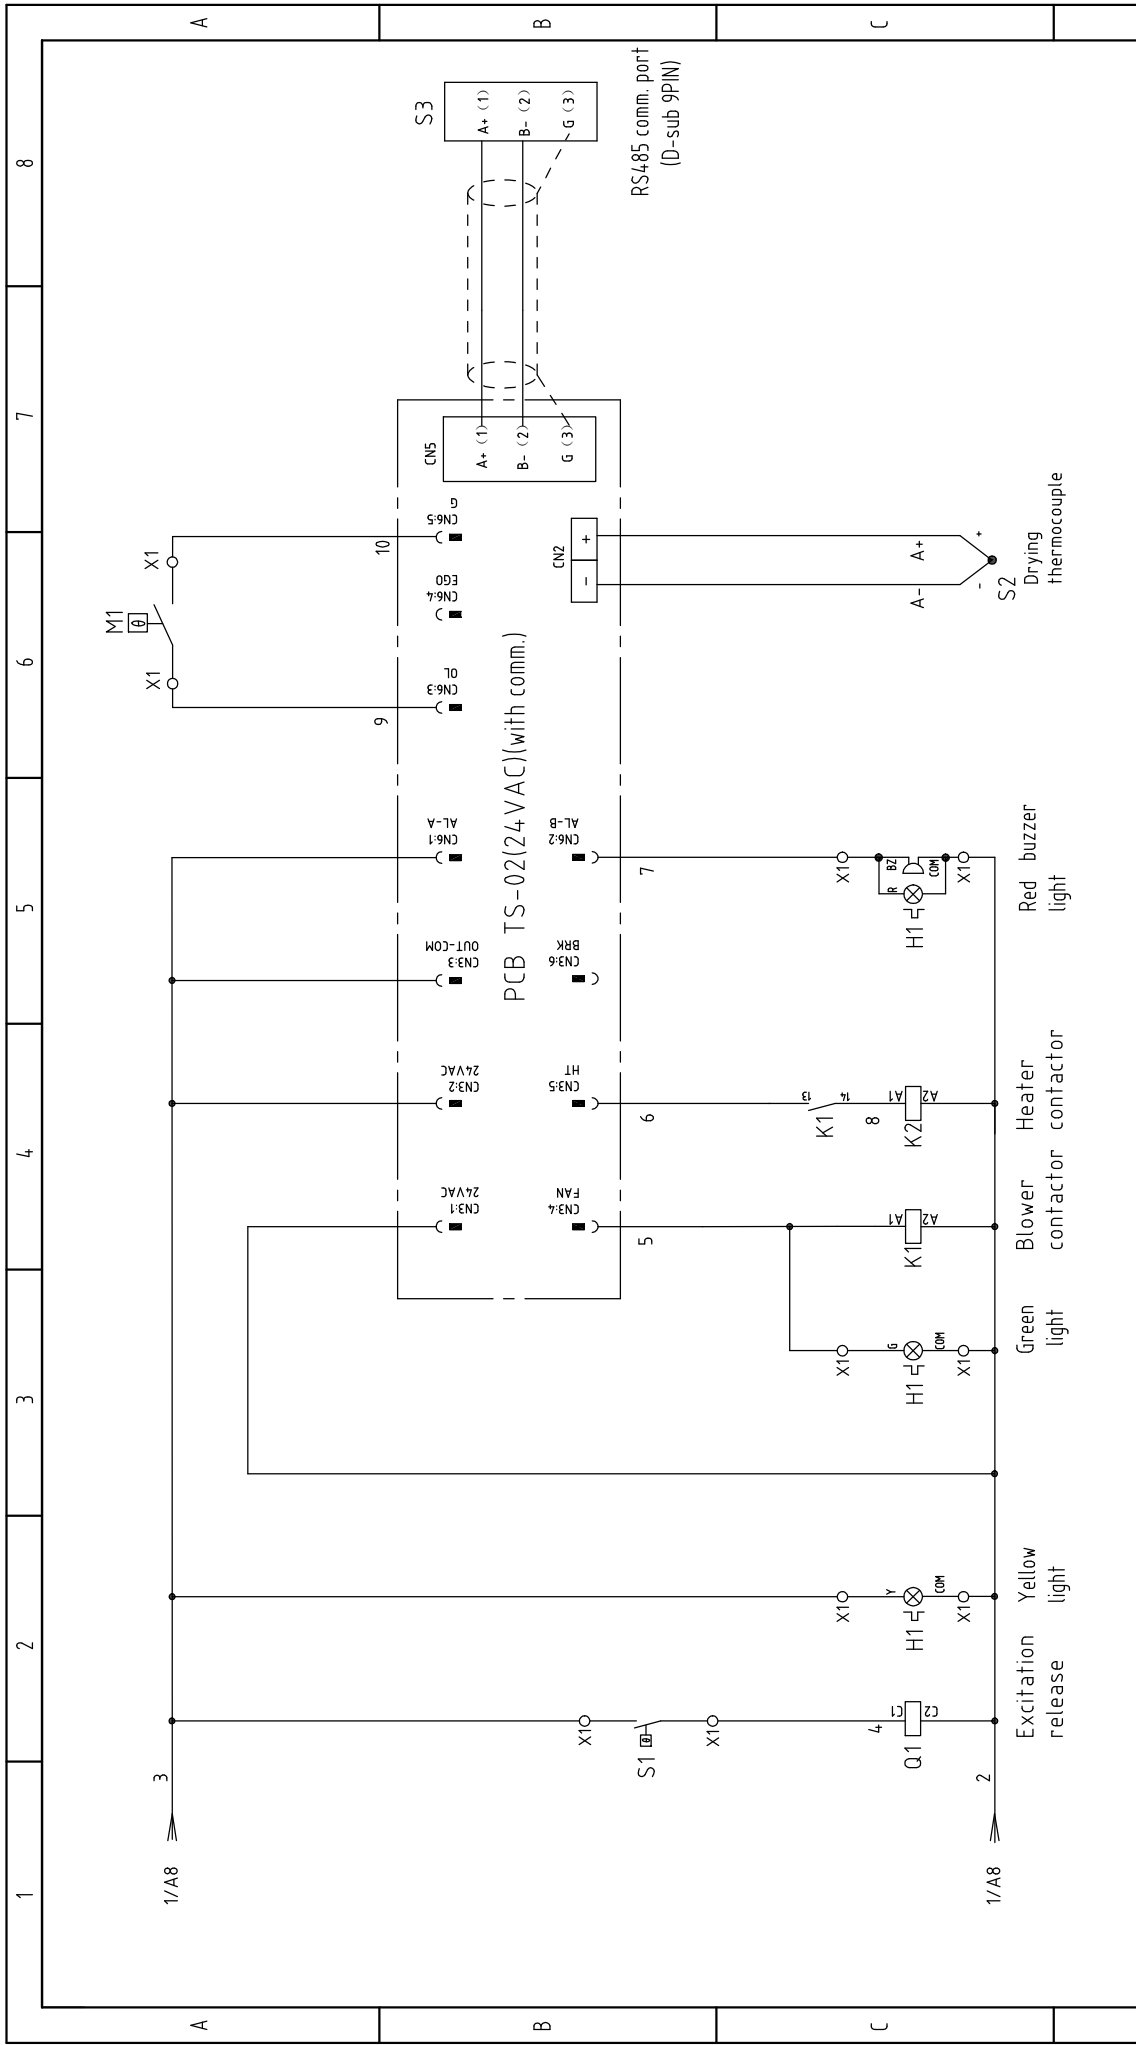 1
2
3
4
5
6
7
8
A
A
B
B
C
C
1/A8
3
1/A8
2
X1
S1
X1
4
Q1
C1
C2
Excitation
release
X1
Y
H1
COM
X1
Yellow
light
X1
G
H1
COM
X1
Green
light
CN3:1
24VAC
CN3:4
FAN
5
K1
A1
A2
Blower
contactor
CN3:2
24VAC
CN3:5
HT
6
13
14
K1
8
K2
A1
A2
Heater
contactor
CN3:3
OUT-COM
CN3:6
BRK
CN6:1
AL-A
CN6:2
AL-B
7
X1
R
BZ
H1
COM
X1
Red buzzer
light
PCB TS-02(24VAC)(with comm.)
M1
θ
X1
X1
9
10
CN6:3
OL
CN6:4
EGO
CN6:5
G
CN2
-
+
A-
A+
-
+
S2
Drying
thermocouple
CN5
A+ (1)
B- (2)
G (3)
S3
A+ (1)
B- (2)
G (3)
RS485 comm. port
(D-sub 9PIN)